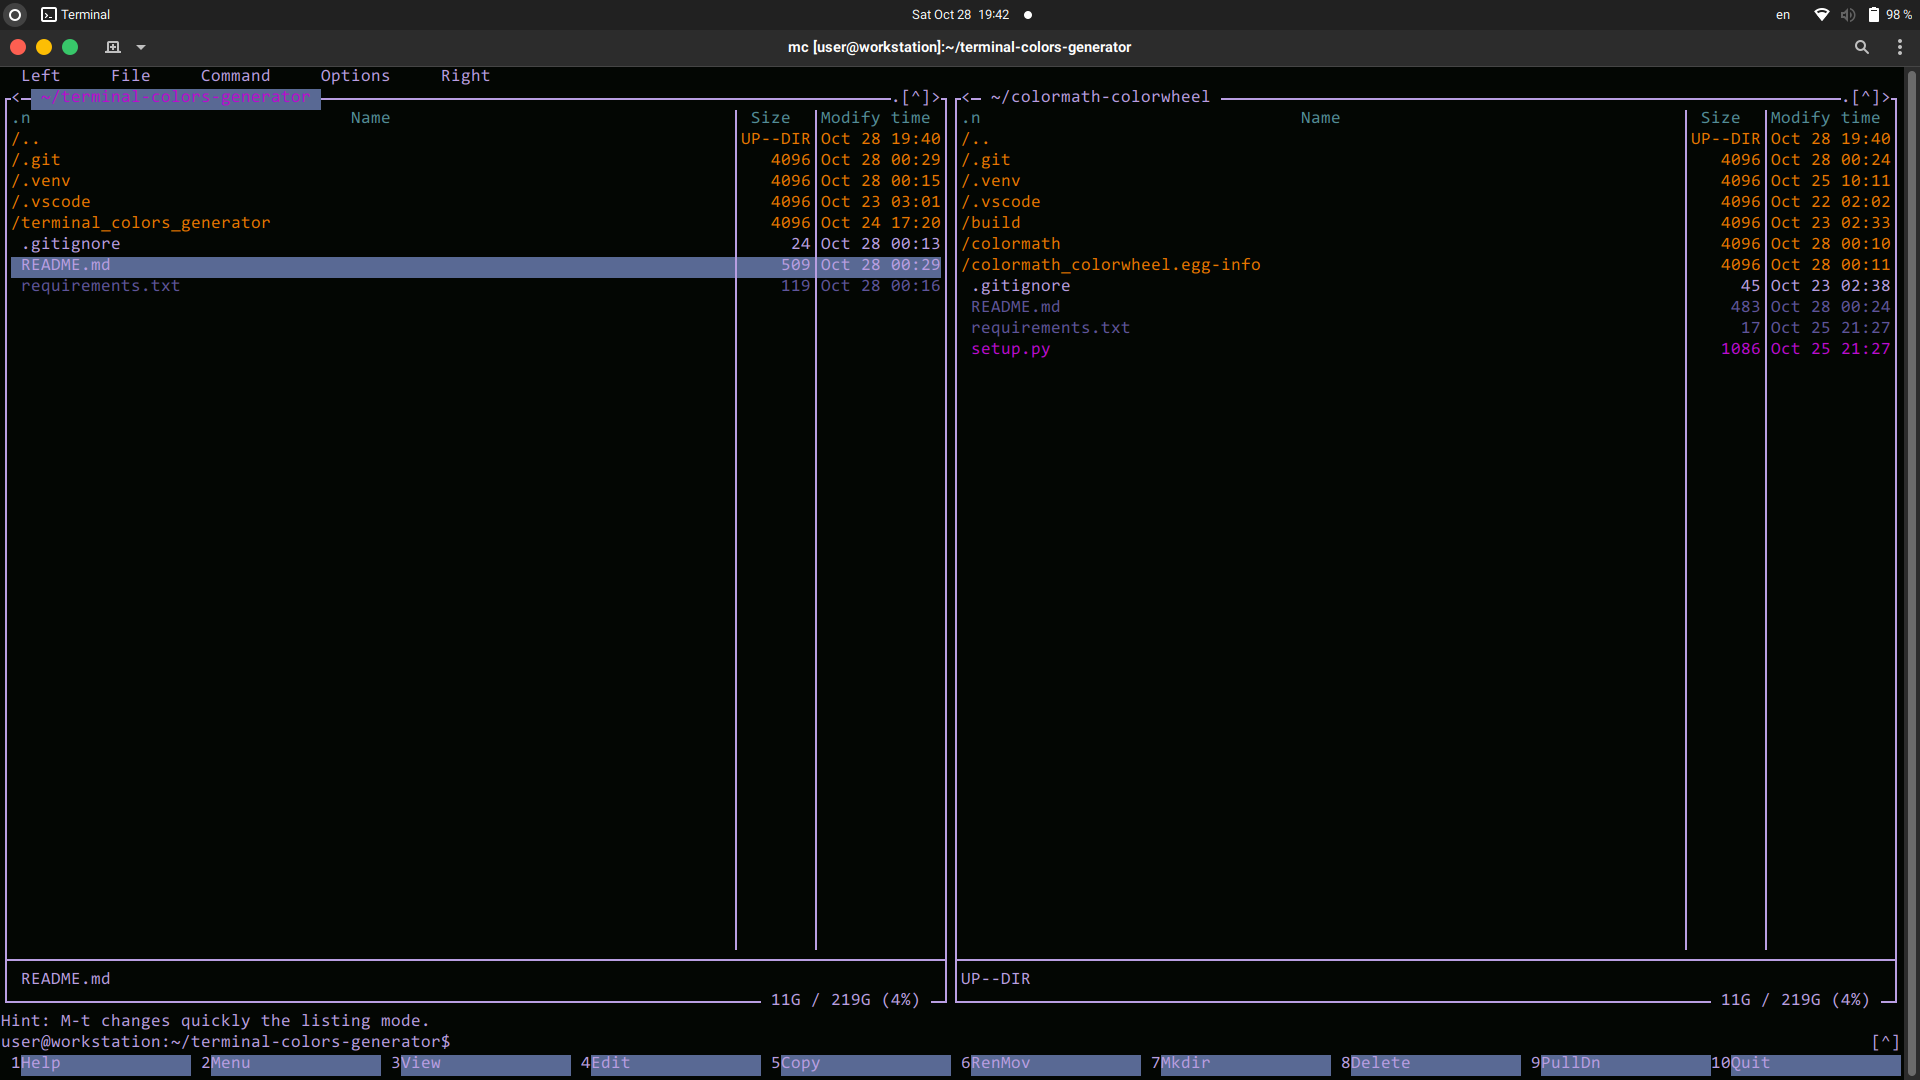 Terminal Sat Oct 28 19:42 en 98 %
mc [user@workstation]:~/terminal-colors-generator
Left File Command Options Right
<─ ~/terminal-colors-generator ─.[^]> <─ ~/colormath-colorwheel ─.[^]>
.n Name Size Modify time .n Name Size Modify time
/.. UP--DIR Oct 28 19:40 /.. UP--DIR Oct 28 19:40
/.git 4096 Oct 28 00:29 /.git 4096 Oct 28 00:24
/.venv 4096 Oct 28 00:15 /.venv 4096 Oct 25 10:11
/.vscode 4096 Oct 23 03:01 /.vscode 4096 Oct 22 02:02
/terminal_colors_generator 4096 Oct 24 17:20 /build 4096 Oct 23 02:33
.gitignore 24 Oct 28 00:13 /colormath 4096 Oct 28 00:10
README.md 509 Oct 28 00:29 /colormath_colorwheel.egg-info 4096 Oct 28 00:11
requirements.txt 119 Oct 28 00:16 .gitignore 45 Oct 23 02:38
README.md 483 Oct 28 00:24
requirements.txt 17 Oct 25 21:27
setup.py 1086 Oct 25 21:27
README.md UP--DIR
11G / 219G (4%) 11G / 219G (4%)
Hint: M-t changes quickly the listing mode.
user@workstation:~/terminal-colors-generator$ [^]
1Help 2Menu 3View 4Edit 5Copy 6RenMov 7Mkdir 8Delete 9PullDn 10Quit